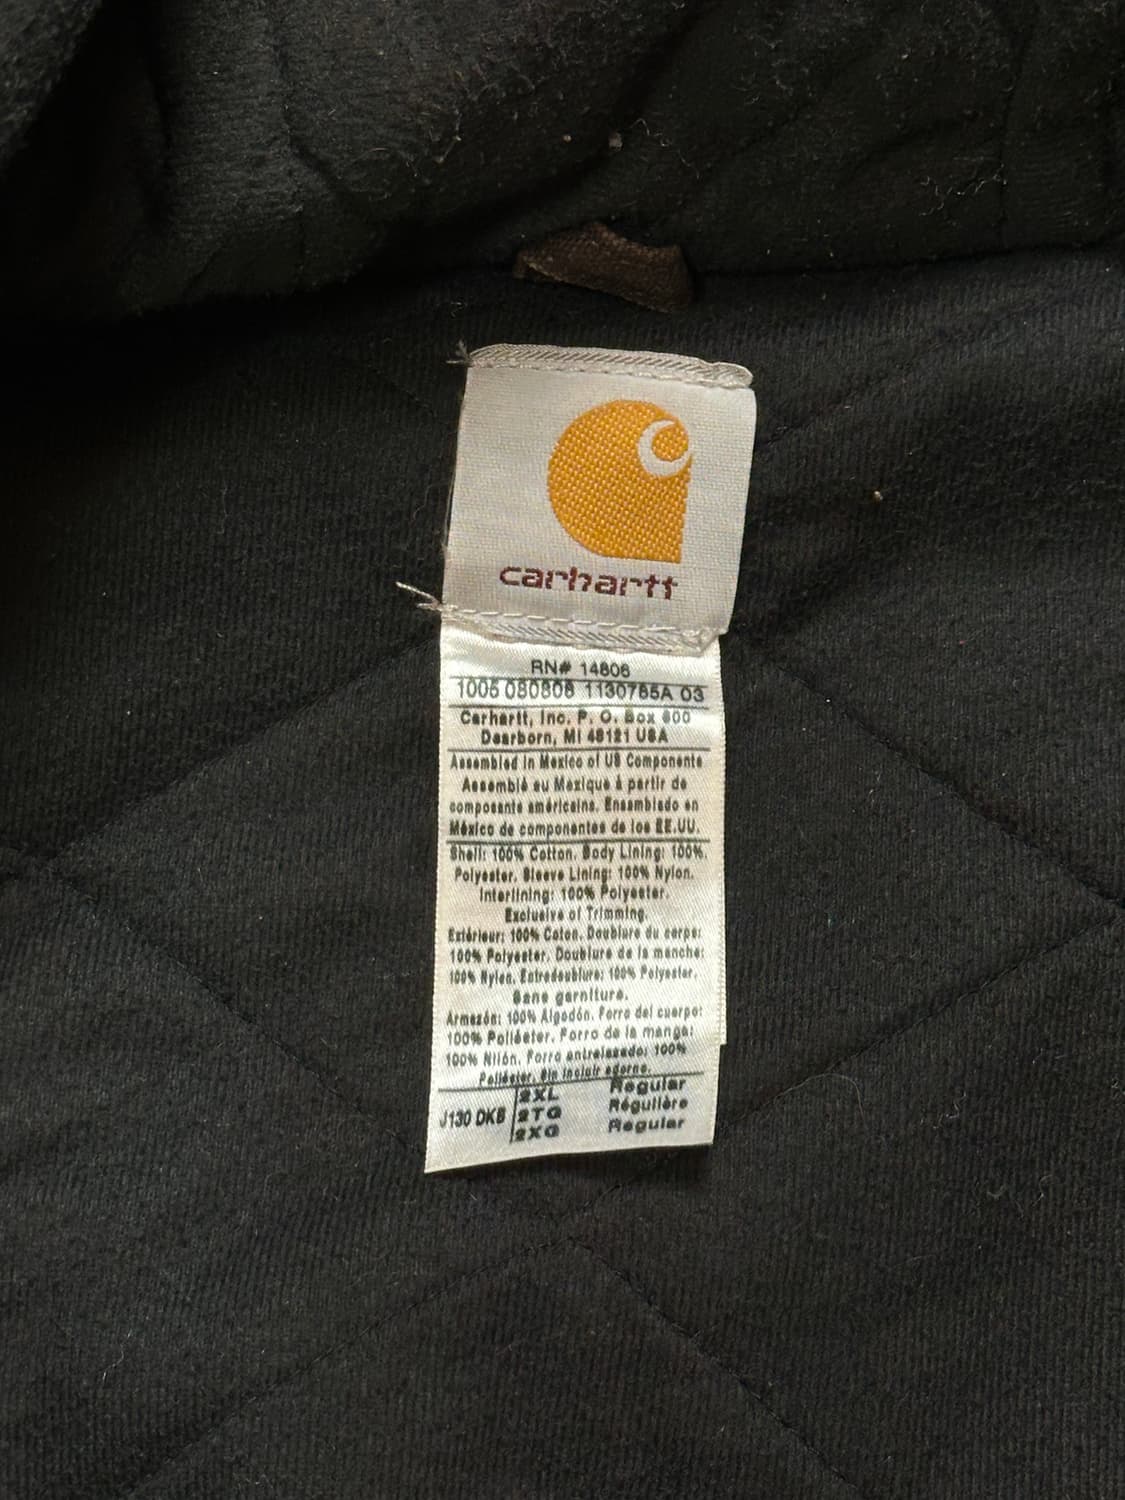 carhartt
RN# 14806
1005 080808 1130785A 03
Carhartt, Inc. P. O. Box 600
Dearborn, MI 48121 USA
Assembled in Mexico of US Components
Assemblé au Mexique à partir de
composants américains. Ensamblado en
México de componentes de los EE.UU.
Shell: 100% Cotton. Body Lining: 100%.
Polyester. Sleeve Lining: 100% Nylon.
Interlining: 100% Polyester.
Exclusive of Trimming.
Extérieur: 100% Coton. Doublure du corps:
100% Polyester. Doublure de la manche:
100% Nylon. Entredoublure: 100% Polyester.
Sans garniture.
Armazón: 100% Algodón. Forro del cuerpo:
100% Poliéster. Forro de la manga:
100% Nilón. Forro entrelazado: 100%
Poliéster. Sin incluir adorno.
J130 DKB 2XL Regular
2TG Régulière
2XG Regular